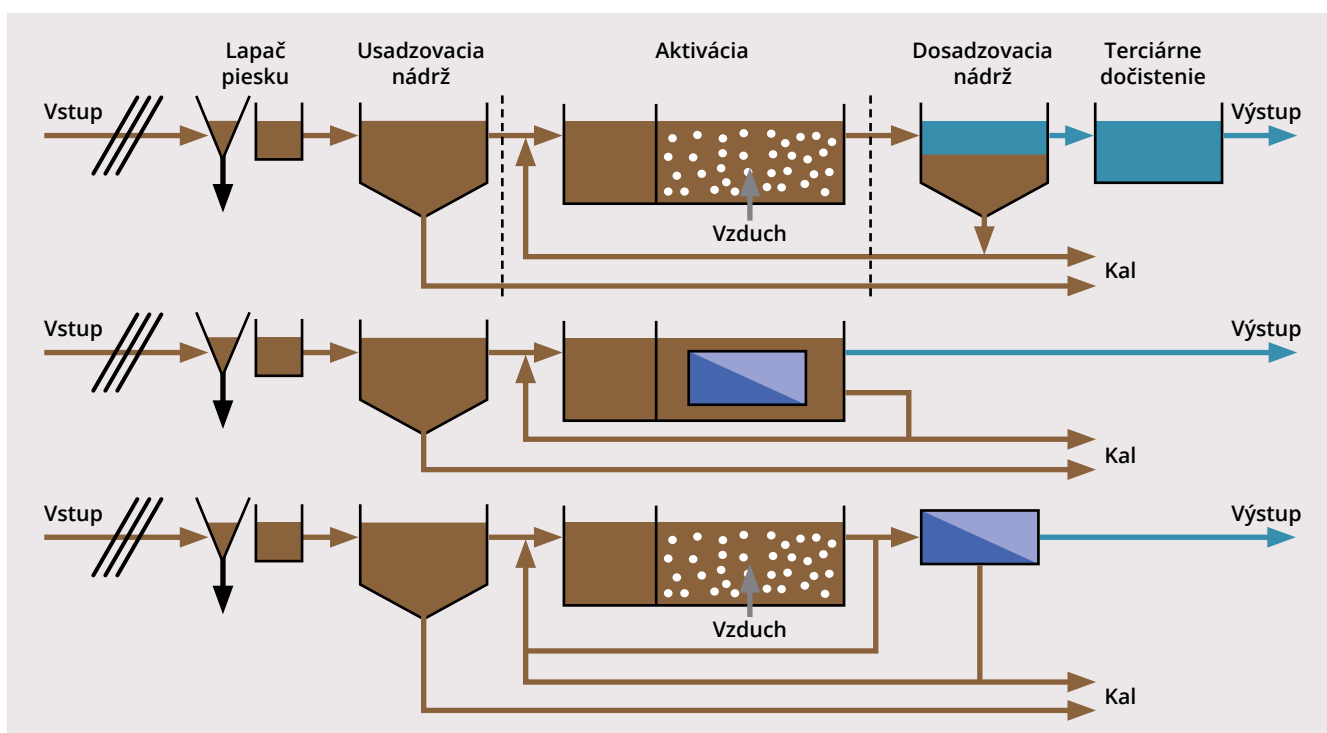 Lapač
piesku
Usadzovacia
nádrž
Aktivácia
Dosadzovacia
nádrž
Terciárne
dočistenie
Vstup
Výstup
Vzduch
Kal
Vstup
Výstup
Kal
Vstup
Výstup
Vzduch
Kal